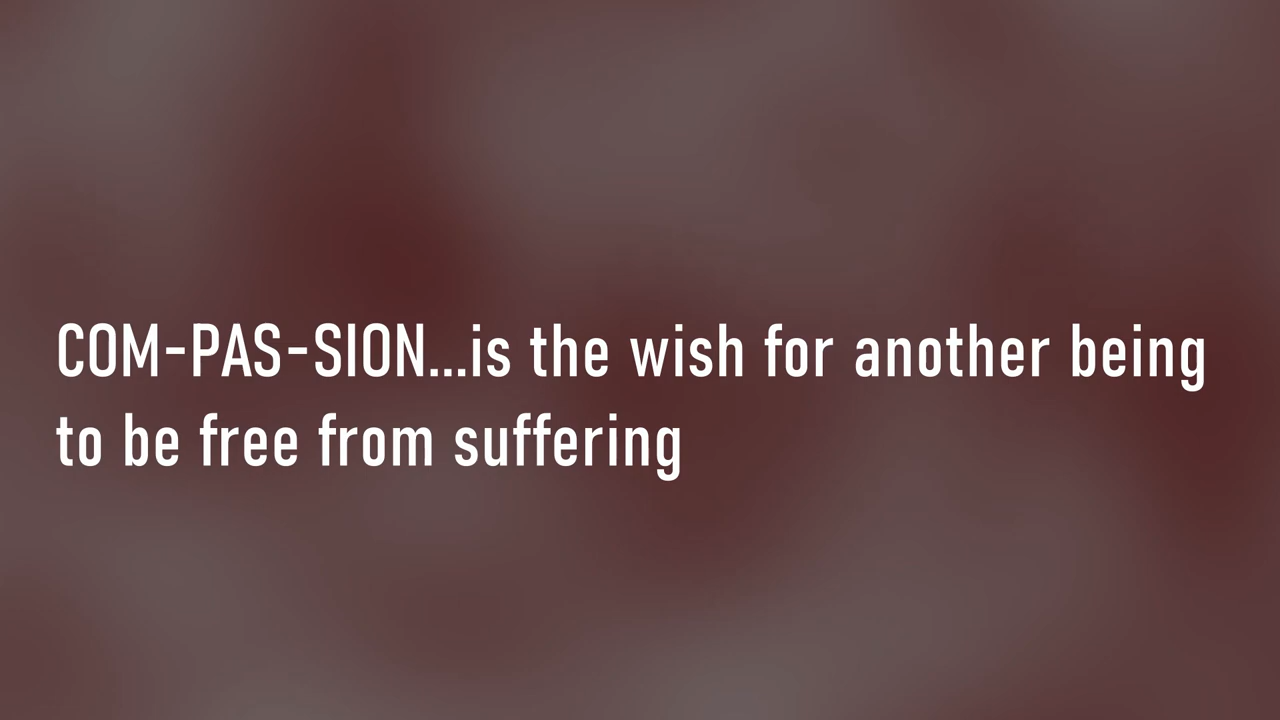 COM-PAS-SION...is the wish for another being
to be free from suffering